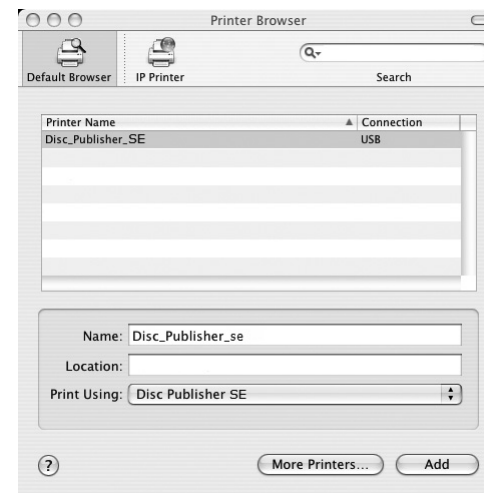 Printer Browser
Default Browser IP Printer Search
Printer Name Connection
Disc_Publisher_SE USB
Name: Disc_Publisher_se
Location:
Print Using: Disc Publisher SE
? More Printers... Add